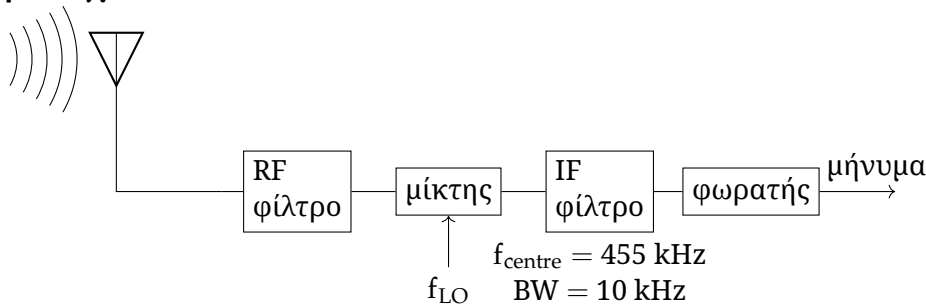 RF
φίλτρο
μίκτης
IF
φίλτρο
φωρατής
μήνυμα
f_LO
f_centre = 455 kHz
BW = 10 kHz